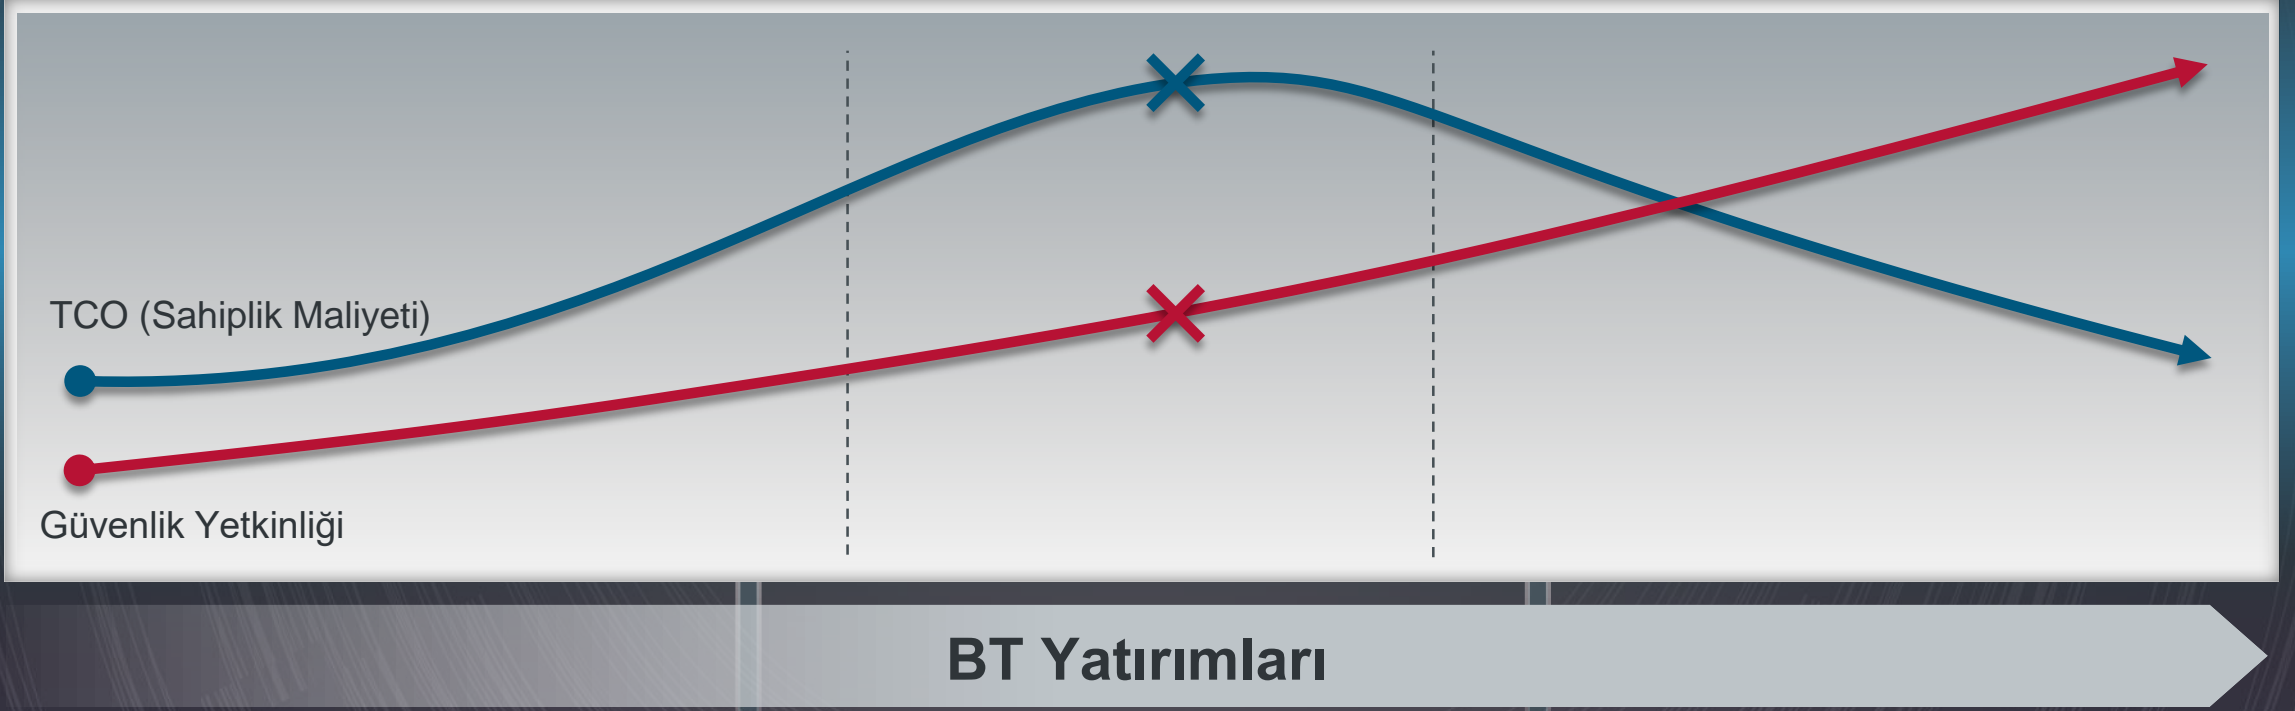 TCO (Sahiplik Maliyeti)
Güvenlik Yetkinliği
BT Yatırımları